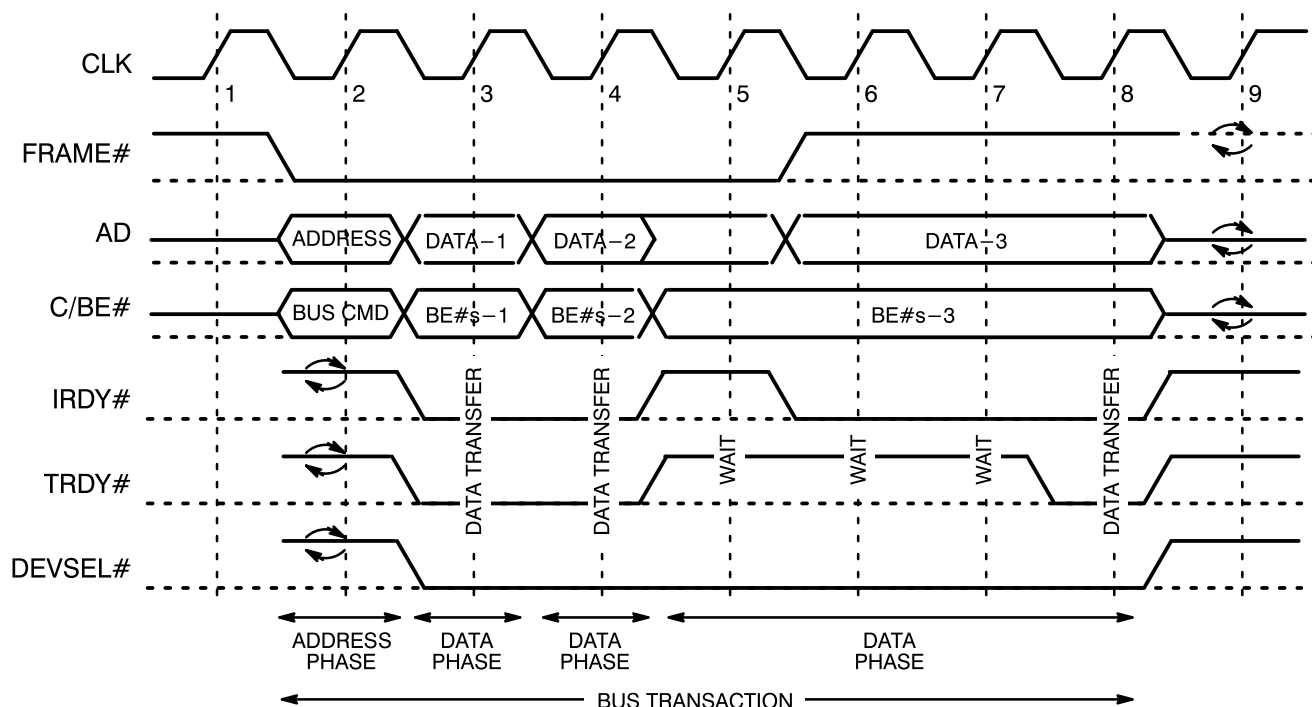 CLK
1 2 3 4 5 6 7 8 9
FRAME#
AD
ADDRESS DATA−1 DATA−2 DATA−3
C/BE#
BUS CMD BE#s−1 BE#s−2 BE#s−3
IRDY#
DATA TRANSFER
DATA TRANSFER
WAIT
WAIT
WAIT
DATA TRANSFER
TRDY#
DEVSEL#
ADDRESS PHASE
DATA PHASE
DATA PHASE
DATA PHASE
BUS TRANSACTION